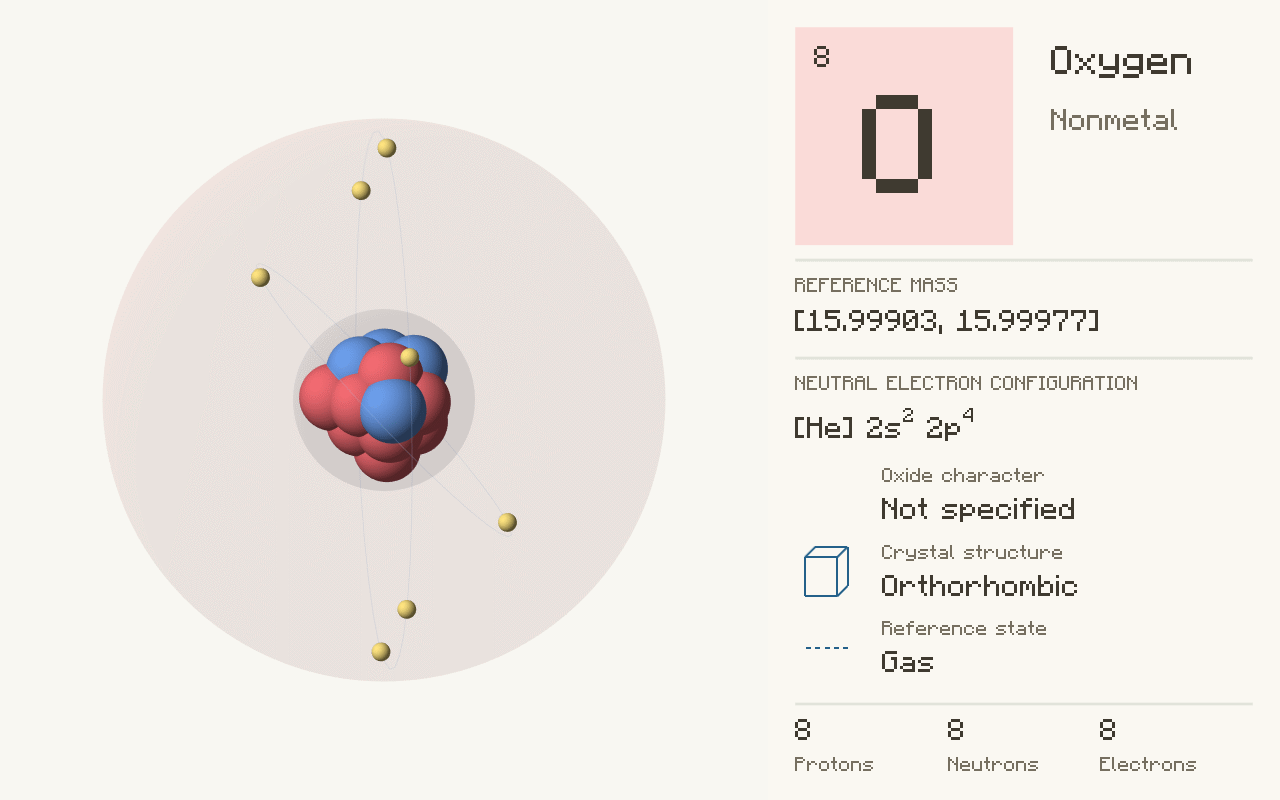 8
O
Oxygen
Nonmetal
REFERENCE MASS
[15.99903, 15.99977]
NEUTRAL ELECTRON CONFIGURATION
[He] 2s² 2p⁴
Oxide character
Not specified
Crystal structure
Orthorhombic
Reference state
Gas
8 8 8
Protons Neutrons Electrons